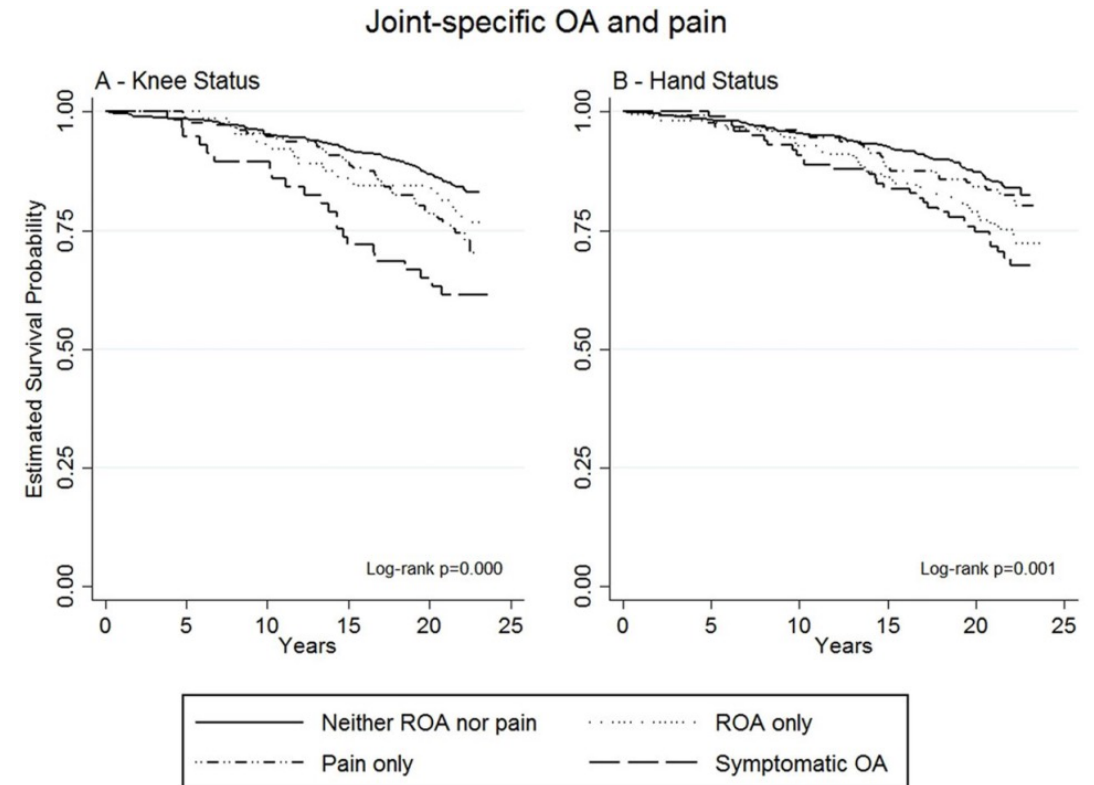 Joint-specific OA and pain
A - Knee Status
Estimated Survival Probability
1.00
0.75
0.50
0.25
0.00
Log-rank p=0.000
0 5 10 15 20 25
Years
B - Hand Status
1.00
0.75
0.50
0.25
0.00
Log-rank p=0.001
0 5 10 15 20 25
Years
Neither ROA nor pain ROA only
Pain only Symptomatic OA